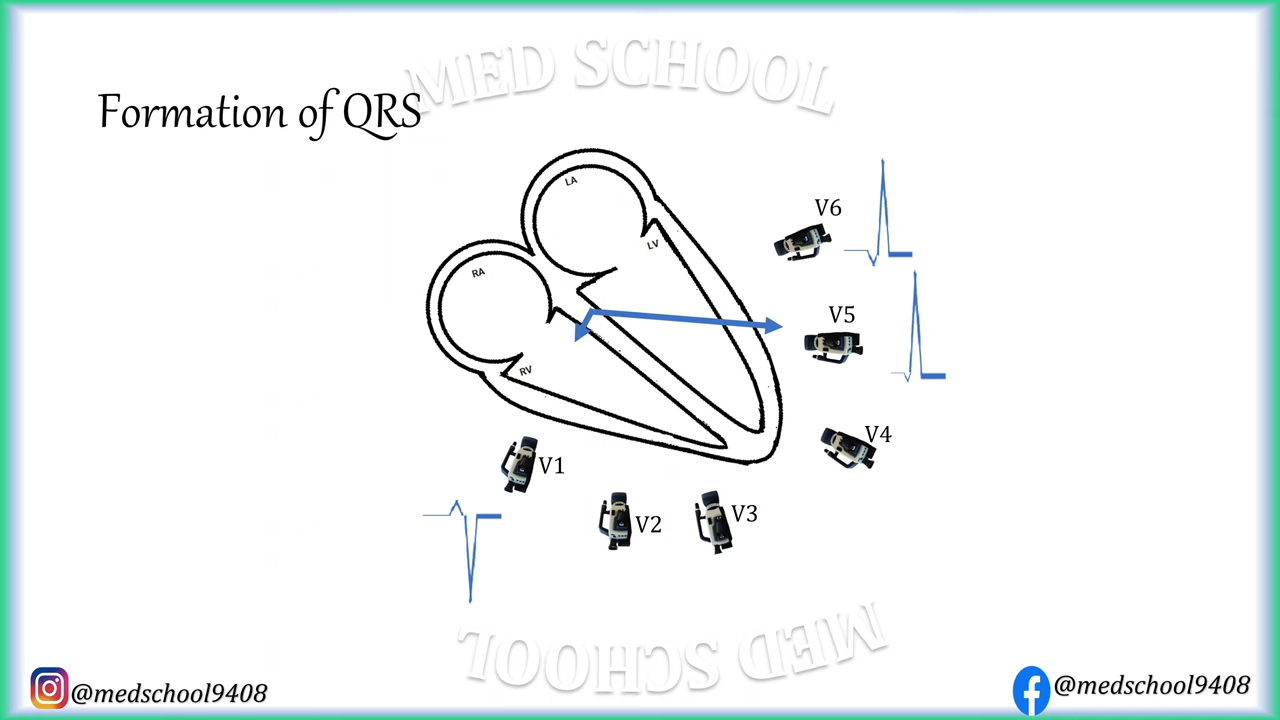 MED SCHOOL
Formation of QRS
LA
V6
LV
RA
V5
RV
V4
V1
V2
V3
MED SCHOOL
@medschool9408
@medschool9408